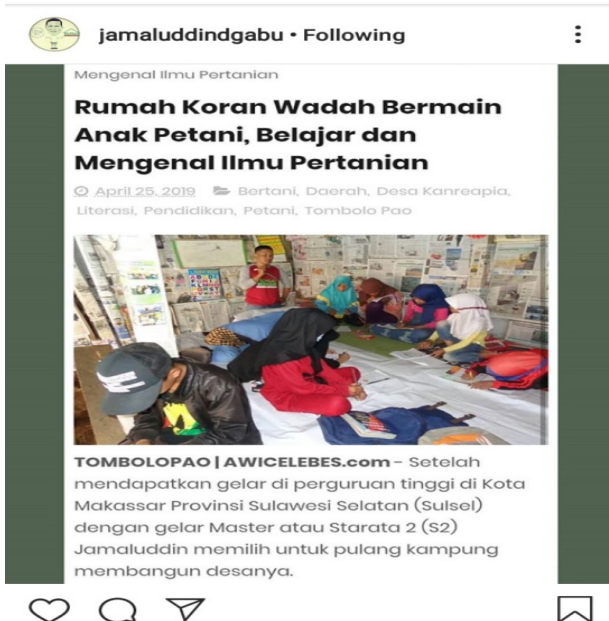 jamaluddindgabu • Following
Mengenal Ilmu Pertanian
Rumah Koran Wadah Bermain
Anak Petani, Belajar dan
Mengenal Ilmu Pertanian
April 25, 2019 Bertani, Daerah, Desa Kanreapia,
Literasi, Pendidikan, Petani, Tombolo Pao
TOMBOLOPAO | AWICELEBES.com - Setelah
mendapatkan gelar di perguruan tinggi di Kota
Makassar Provinsi Sulawesi Selatan (Sulsel)
dengan gelar Master atau Starata 2 (S2)
Jamaluddin memilih untuk pulang kampung
membangun desanya.